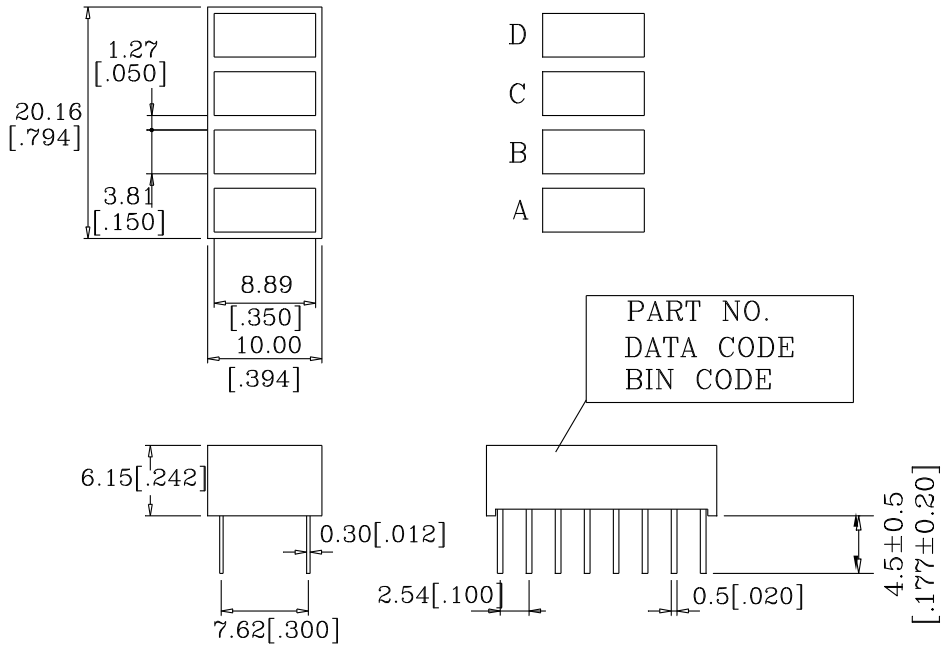 1.27
[.050]
20.16
[.794]
3.81
[.150]
8.89
[.350]
10.00
[.394]
D
C
B
A
PART NO.
DATA CODE
BIN CODE
6.15[.242]
0.30[.012]
7.62[.300]
2.54[.100]
0.5[.020]
4.5±0.5
[.177±0.20]